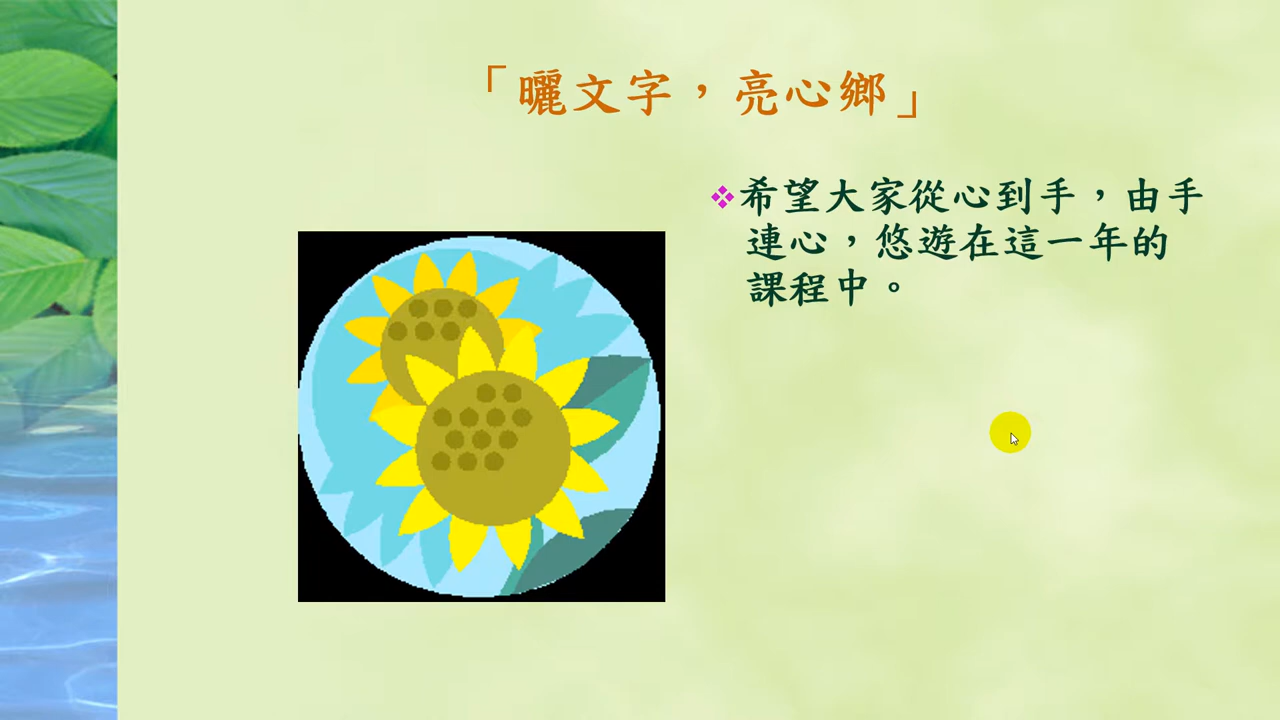 「曬文字，亮心鄉」
希望大家從心到手，由手
連心，悠遊在這一年的
課程中。